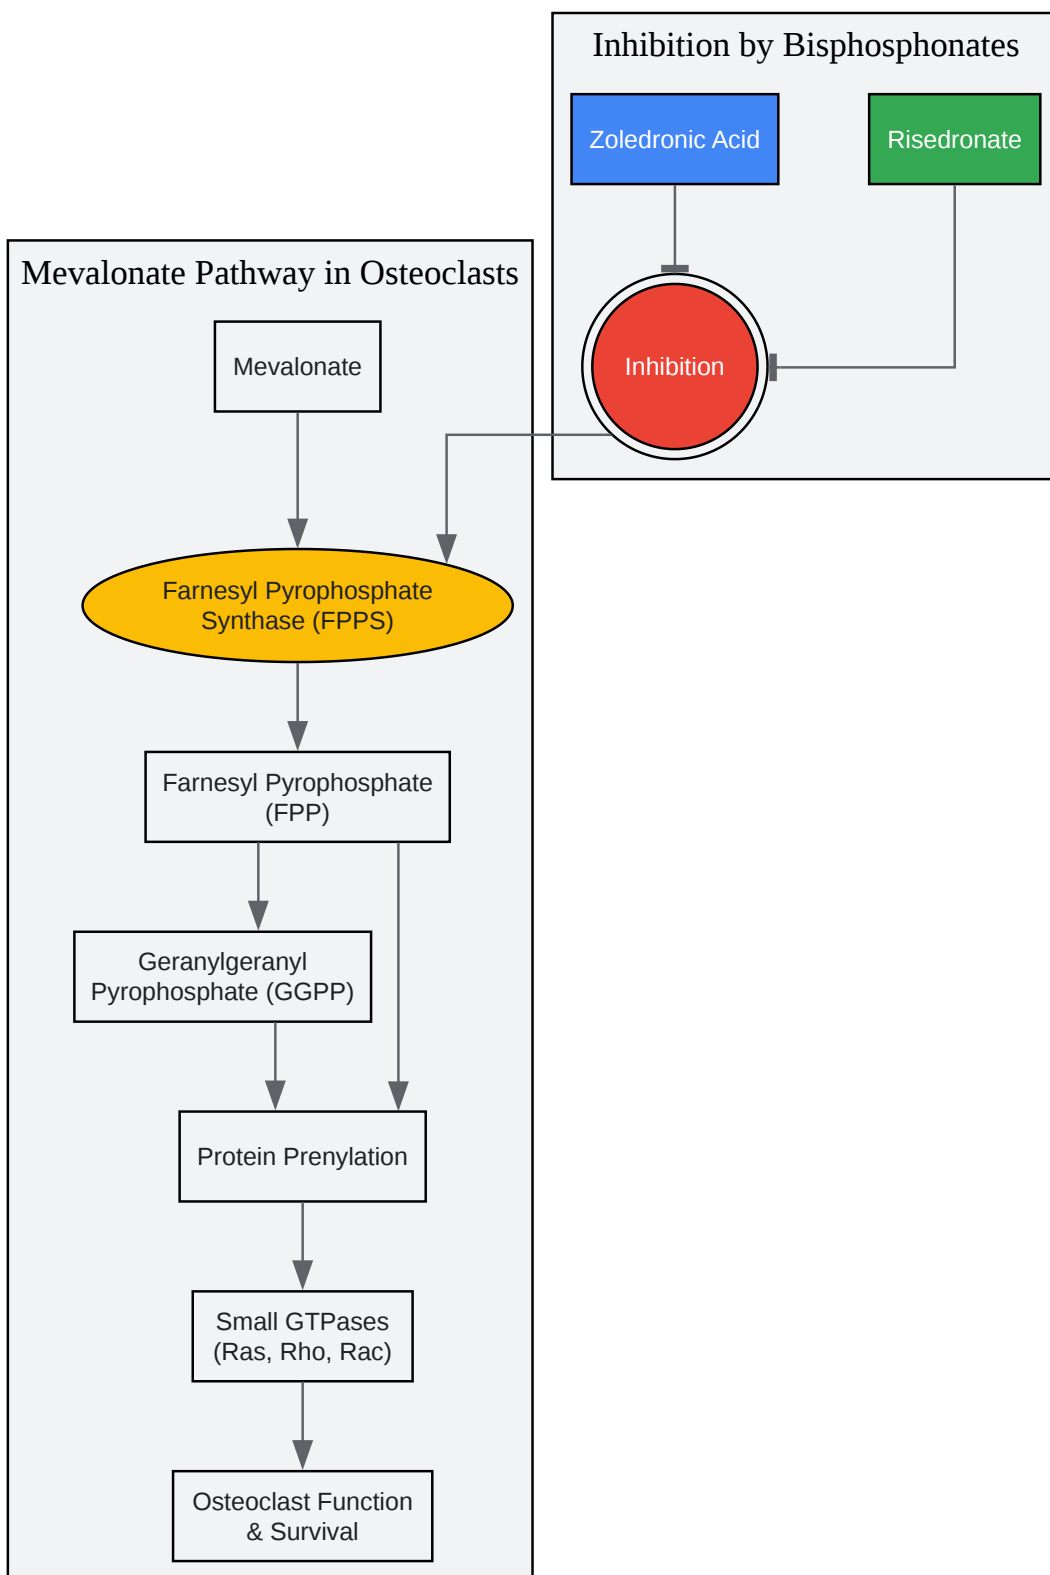 Inhibition by Bisphosphonates
Zoledronic Acid
Risedronate
Inhibition
Mevalonate Pathway in Osteoclasts
Mevalonate
Farnesyl Pyrophosphate
Synthase (FPPS)
Farnesyl Pyrophosphate
(FPP)
Geranylgeranyl
Pyrophosphate (GGPP)
Protein Prenylation
Small GTPases
(Ras, Rho, Rac)
Osteoclast Function
& Survival